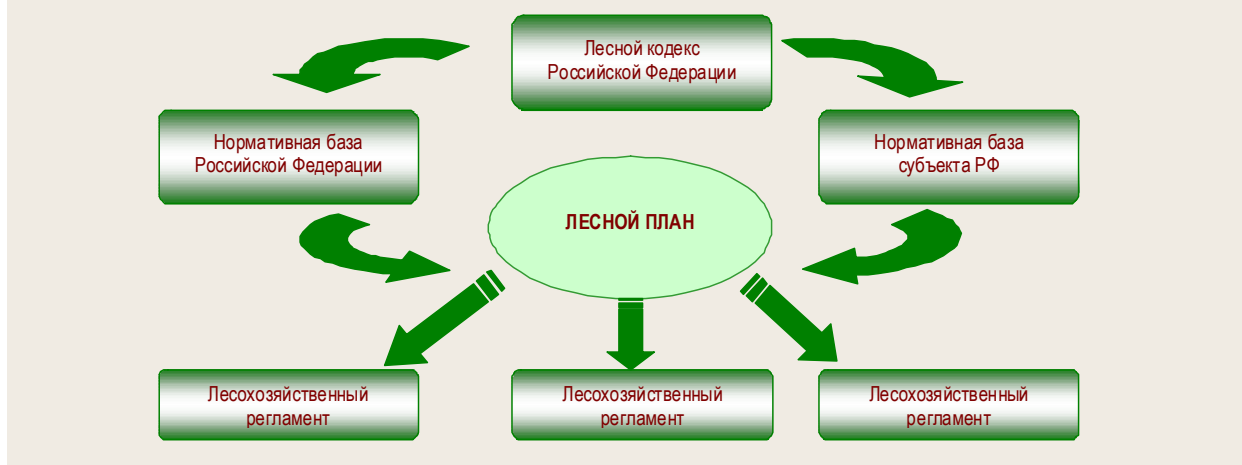 Лесной кодекс
Российской Федерации
Нормативная база
Российской Федерации
Нормативная база
субъекта РФ
ЛЕСНОЙ ПЛАН
Лесохозяйственный
регламент
Лесохозяйственный
регламент
Лесохозяйственный
регламент